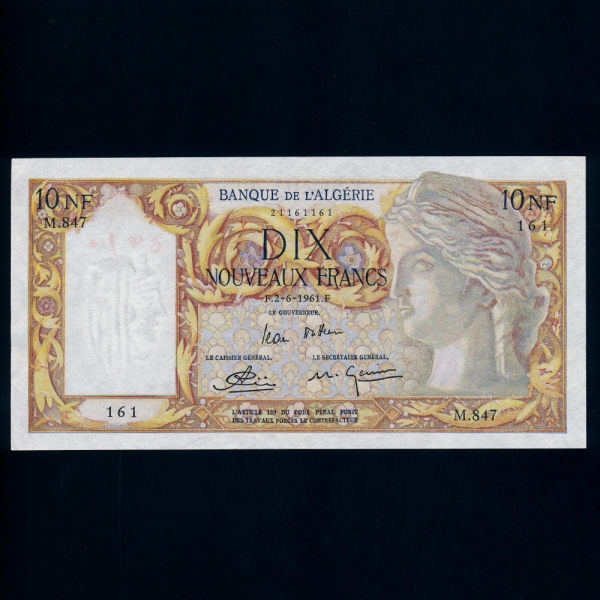 10 NF
M.847
BANQUE DE L'ALGÉRIE
21161161
10 NF
161
DIX
NOUVEAUX FRANCS
F.2-6-1961.F
LE GOUVERNEUR,
LE CAISSIER GÉNÉRAL,
LE SECRÉTAIRE GÉNÉRAL,
161
M.847
L'ARTICLE 139 DU CODE PÉNAL PUNIT
DES TRAVAUX FORCÉS LE CONTREFACTEUR